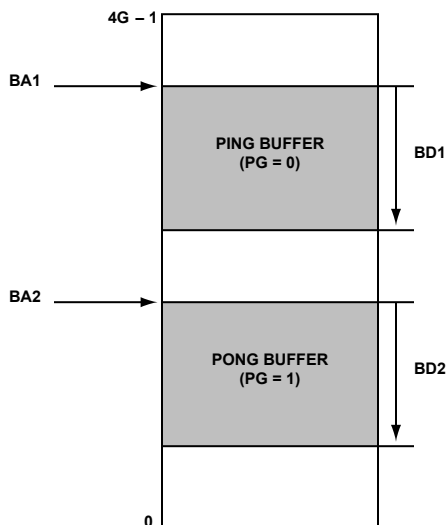 4G – 1
BA1
PING BUFFER
(PG = 0)
BD1
BA2
PONG BUFFER
(PG = 1)
BD2
0